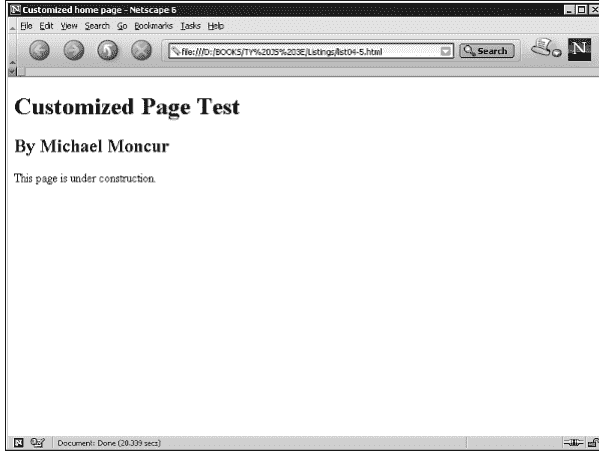 Customized home page - Netscape 6
File Edit View Search Go Bookmarks Tasks Help
file:///D:/BOOKS/TY%20JS%203E/Listings/list04-5.html Search N
Customized Page Test
By Michael Moncur
This page is under construction.
Document: Done (20.339 secs)